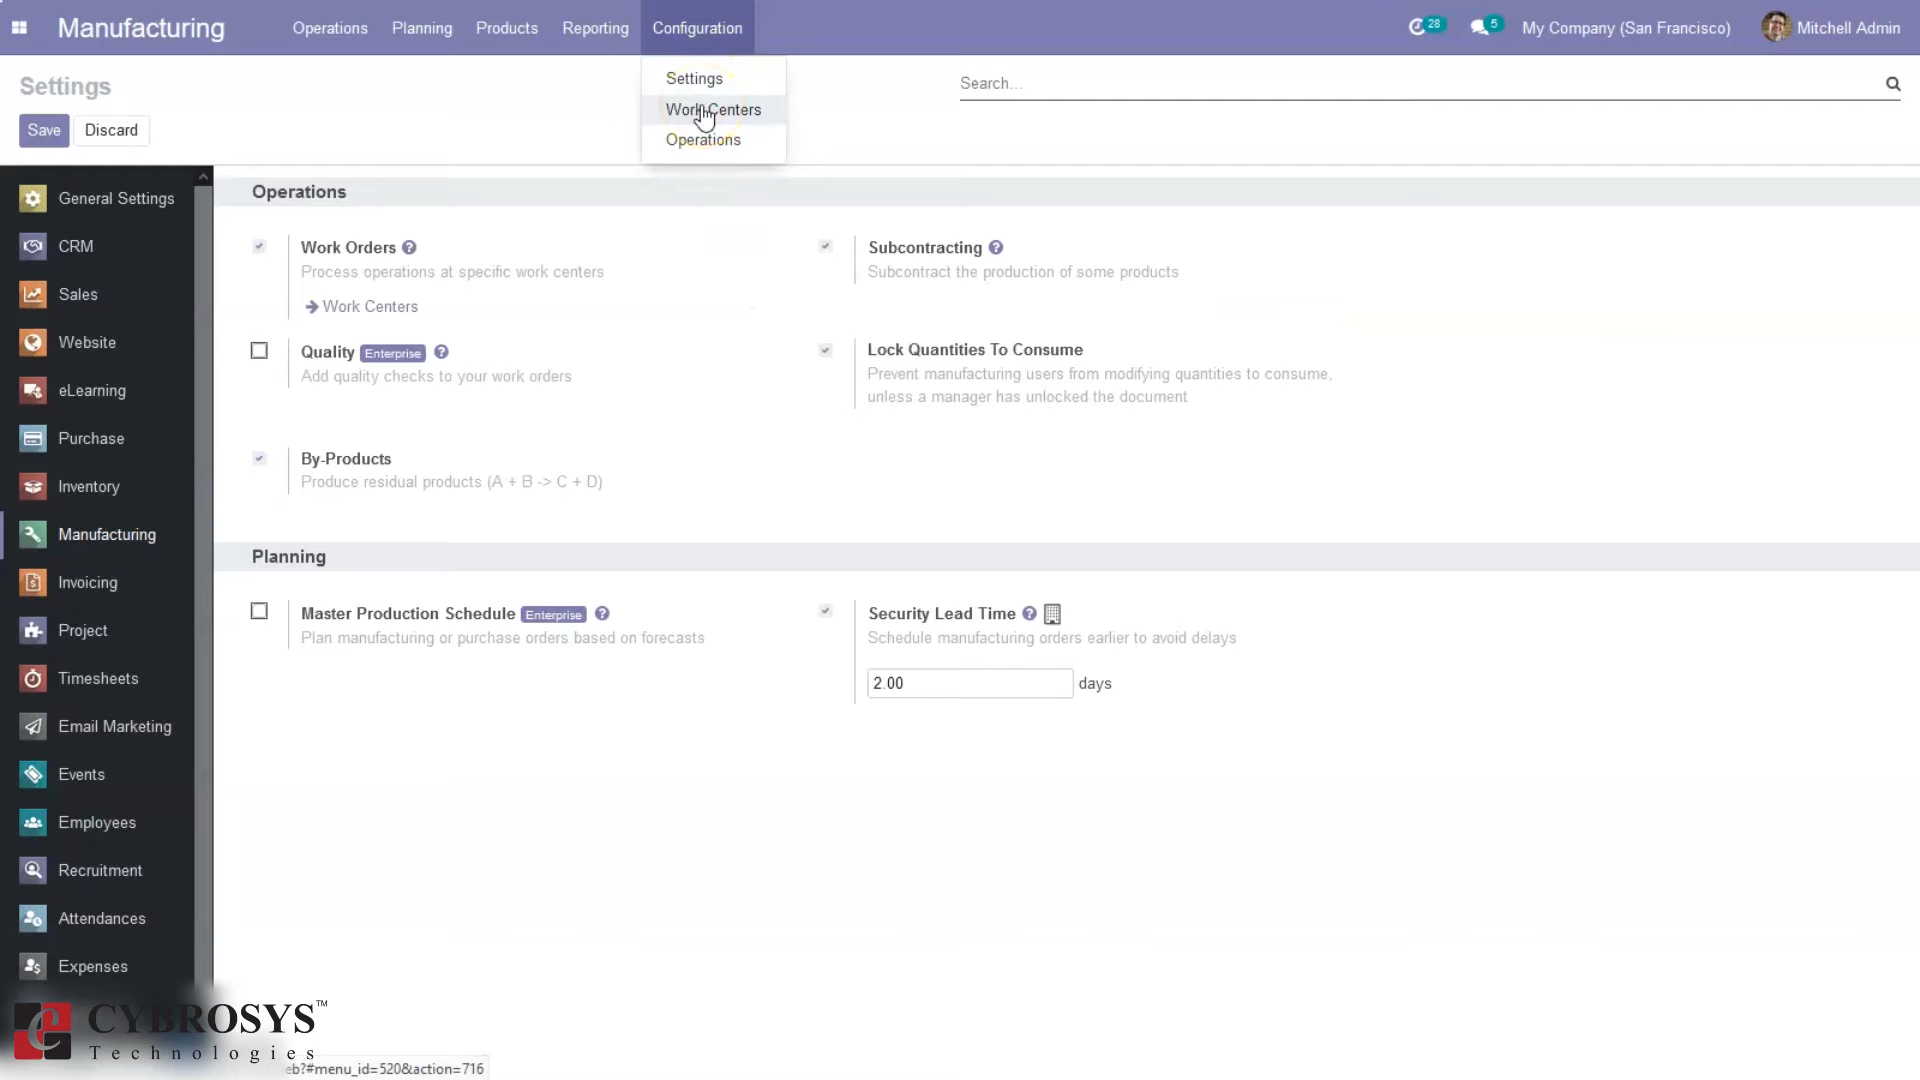 Manufacturing
Operations Planning Products Reporting Configuration
28 5 My Company (San Francisco) Mitchell Admin
Settings
Work Centers
Operations
Settings
Save Discard
Search...
General Settings
CRM
Sales
Website
eLearning
Purchase
Inventory
Manufacturing
Invoicing
Project
Timesheets
Email Marketing
Events
Employees
Recruitment
Attendances
Expenses
Operations
Work Orders ?
Process operations at specific work centers
Work Centers
Subcontracting ?
Subcontract the production of some products
Quality Enterprise ?
Add quality checks to your work orders
Lock Quantities To Consume
Prevent manufacturing users from modifying quantities to consume,
unless a manager has unlocked the document
By-Products
Produce residual products (A + B -> C + D)
Planning
Master Production Schedule Enterprise ?
Plan manufacturing or purchase orders based on forecasts
Security Lead Time ?
Schedule manufacturing orders earlier to avoid delays
2.00 days
CYBROSYS™
Technologies
eb?#menu_id=520&action=716